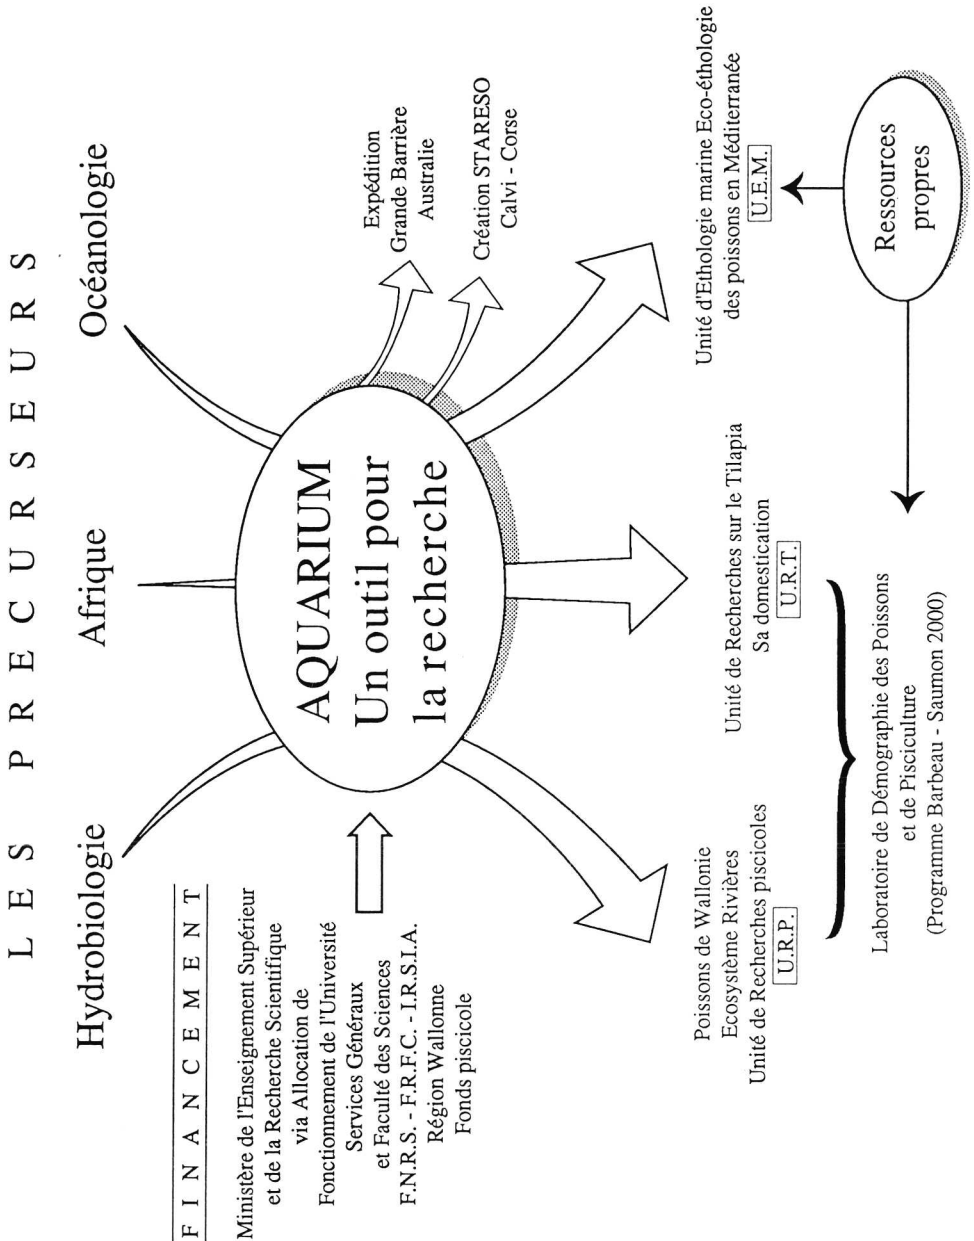 LES PRECURSEURS
Hydrobiologie
Afrique
Océanologie
FINANCEMENT
Ministère de l'Enseignement Supérieur
et de la Recherche Scientifique
via Allocation de
Fonctionnement de l'Université
Services Généraux
et Faculté des Sciences
F.N.R.S. - F.R.F.C. - I.R.S.I.A.
Région Wallonne
Fonds piscicole
AQUARIUM
Un outil pour
la recherche
Expédition
Grande Barrière
Australie
Création STARESO
Calvi - Corse
Poissons de Wallonie
Ecosystème Rivières
Unité de Recherches piscicoles
U.R.P.
Unité de Recherches sur le Tilapia
Sa domestication
U.R.T.
Unité d'Ethologie marine Eco-éthologie
des poissons en Méditerranée
U.E.M.
Laboratoire de Démographie des Poissons
et de Pisciculture
(Programme Barbeau - Saumon 2000)
Ressources
propres